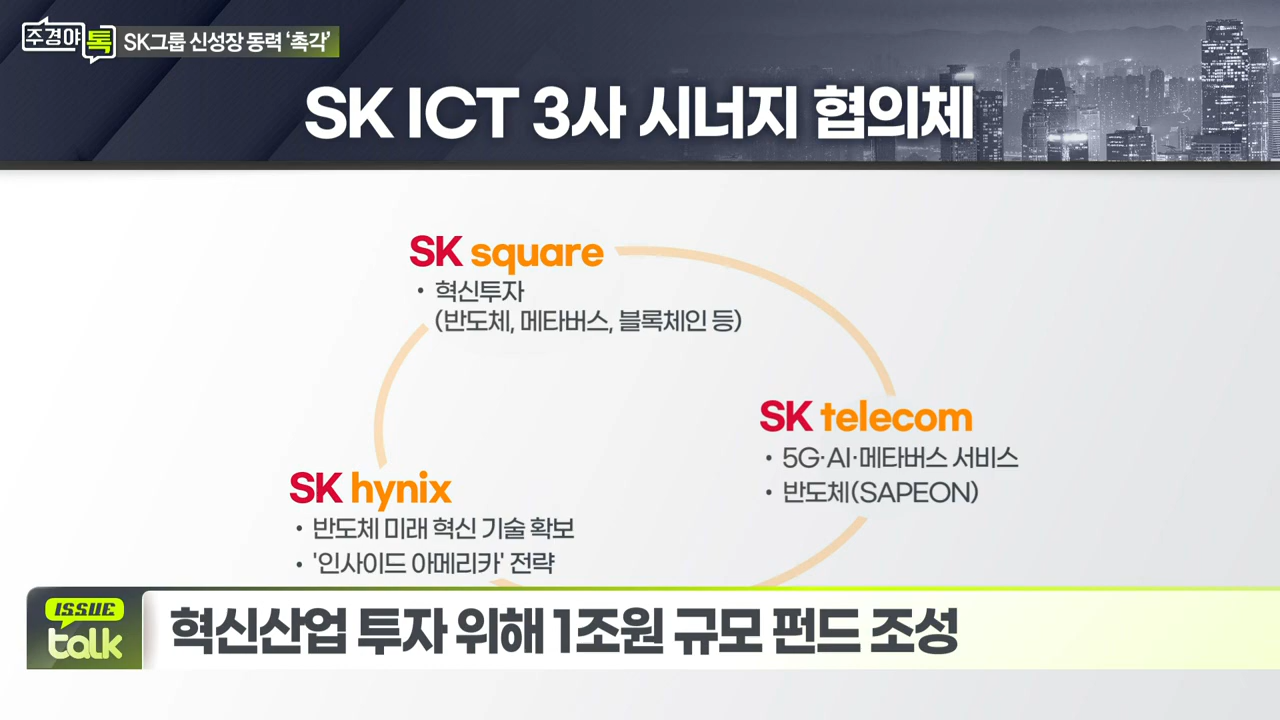 주경야톡 SK그룹 신성장 동력 '촉각'
SK ICT 3사 시너지 협의체
SK square
• 혁신투자
(반도체, 메타버스, 블록체인 등)
SK telecom
• 5G·AI·메타버스 서비스
• 반도체(SAPEON)
SK hynix
• 반도체 미래 혁신 기술 확보
• '인사이드 아메리카' 전략
ISSUE
talk
혁신산업 투자 위해 1조원 규모 펀드 조성